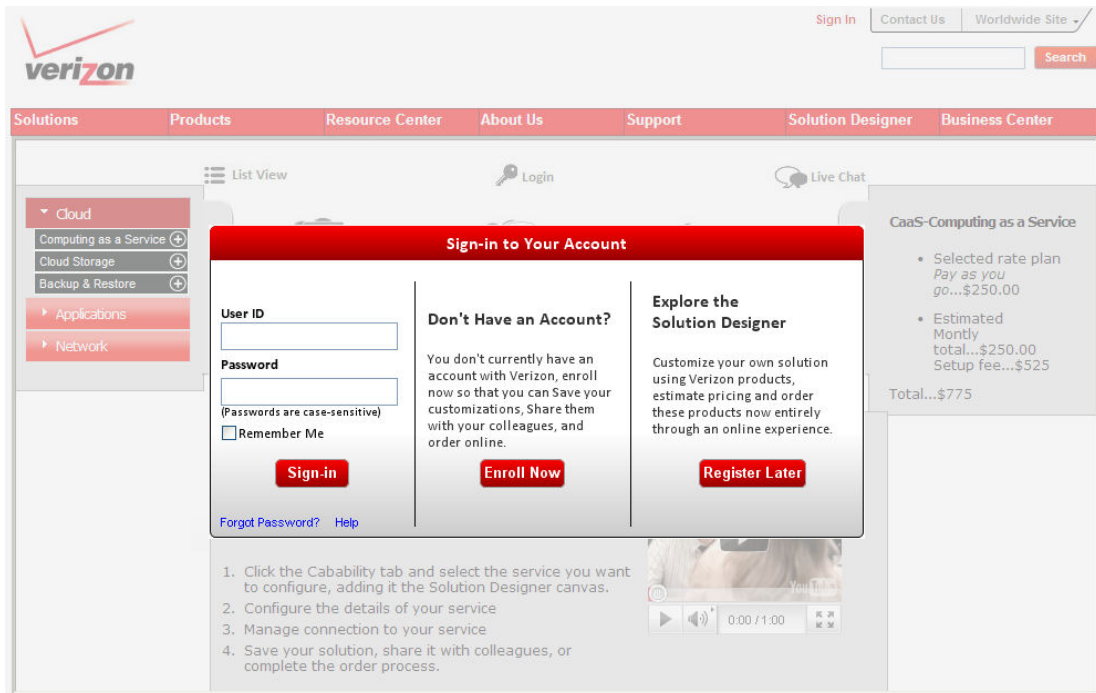 Sign In
Contact Us
Worldwide Site
verizon
Search
Solutions
Products
Resource Center
About Us
Support
Solution Designer
Business Center
List View
Login
Live Chat
Cloud
Computing as a Service
Cloud Storage
Backup & Restore
Applications
Network
Sign-in to Your Account
User ID
Password
(Passwords are case-sensitive)
Remember Me
Sign-in
Forgot Password?
Help
Don't Have an Account?
You don't currently have an
account with Verizon, enroll
now so that you can Save your
customizations, Share them
with your colleagues, and
order online.
Enroll Now
Explore the
Solution Designer
Customize your own solution
using Verizon products,
estimate pricing and order
these products now entirely
through an online experience.
Register Later
CaaS-Computing as a Service
• Selected rate plan
Pay as you
go...$250.00
• Estimated
Montly
total...$250.00
Setup fee...$525
Total...$775
1. Click the Cabability tab and select the service you want
to configure, adding it the Solution Designer canvas.
2. Configure the details of your service
3. Manage connection to your service
4. Save your solution, share it with colleagues, or
complete the order process.
YouTube
0:00 / 1:00